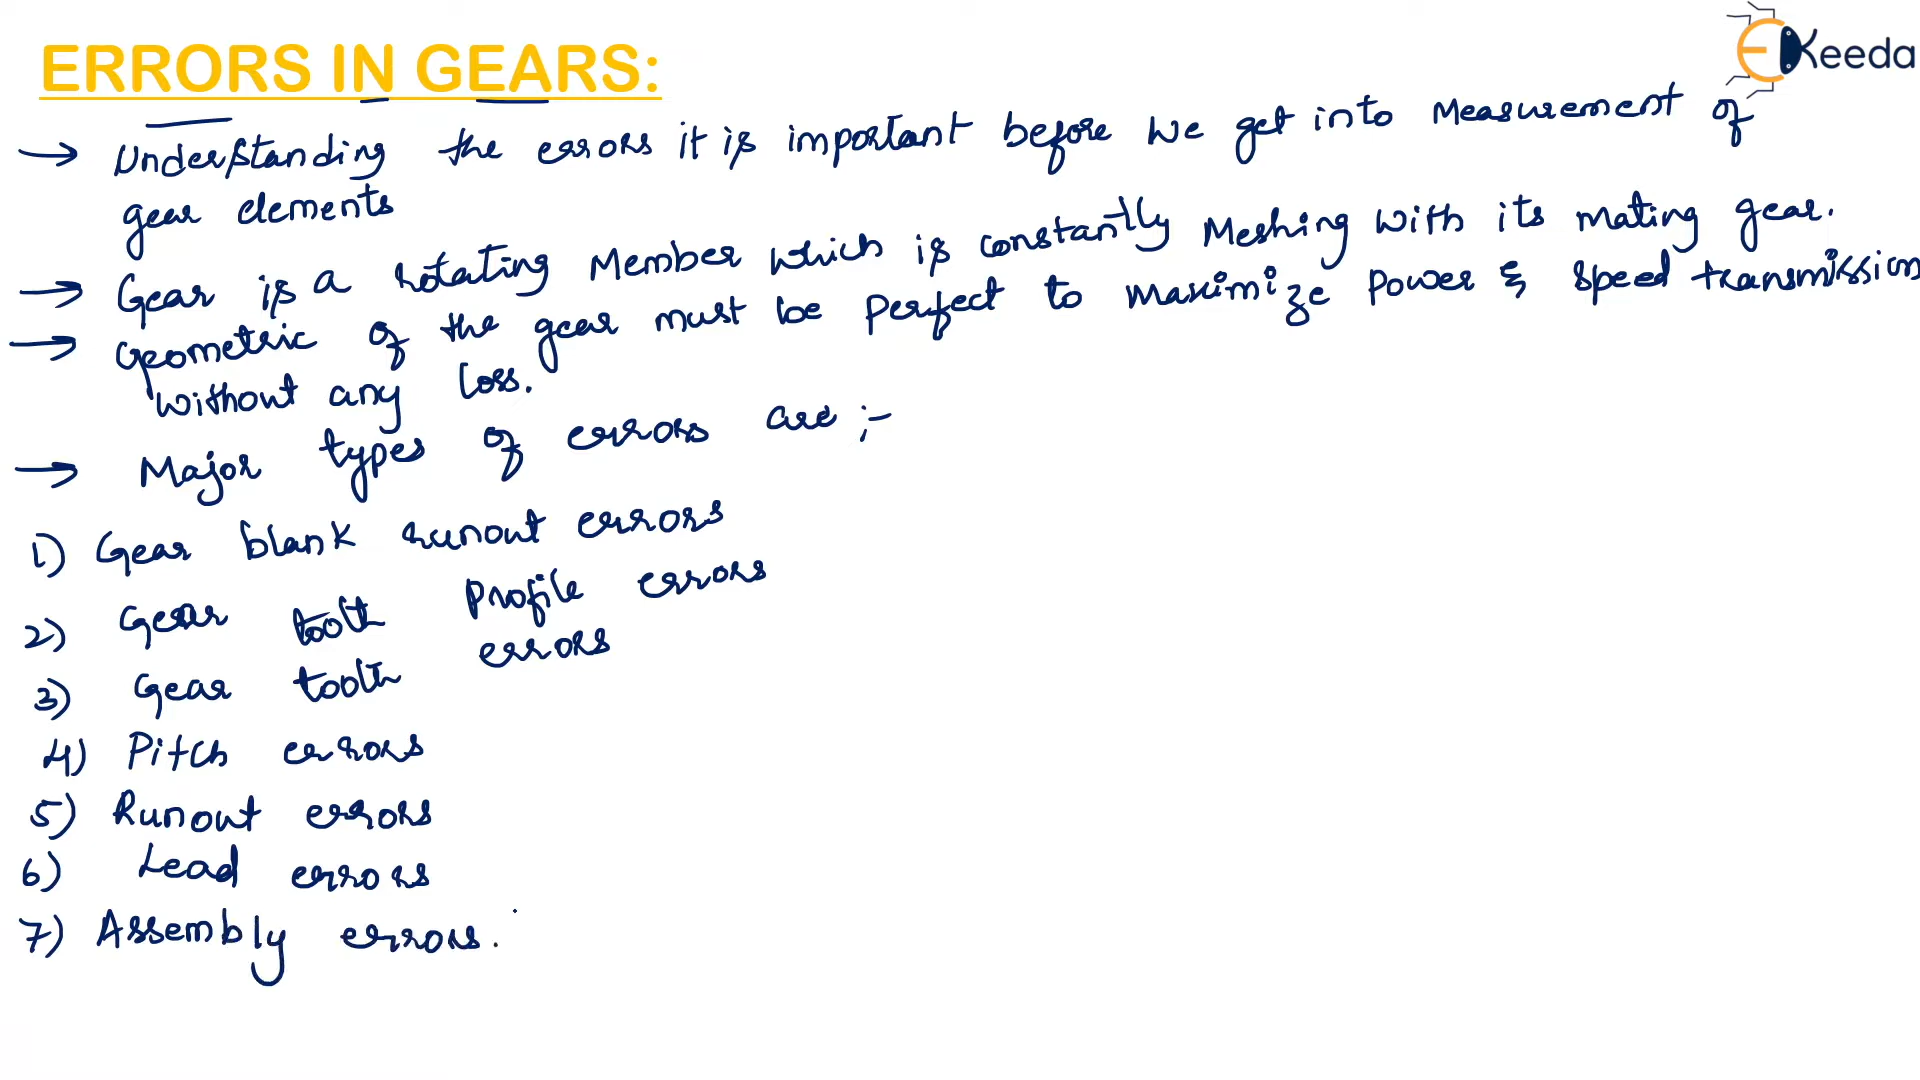 ERRORS IN GEARS:
EKeeda
→ Understanding the errors it is important before we get into Measurement of
gear elements
→ Gear is a rotating Member which is constantly Meshing with its mating gear.
→ Geometric of the gear must be perfect to maximize power & speed transmission
without any loss.
→ Major types of errors are :-
1) Gear blank runout errors
2) Gear tooth profile errors
3) Gear tooth errors
4) Pitch errors
5) Runout errors
6) Lead errors
7) Assembly errors.